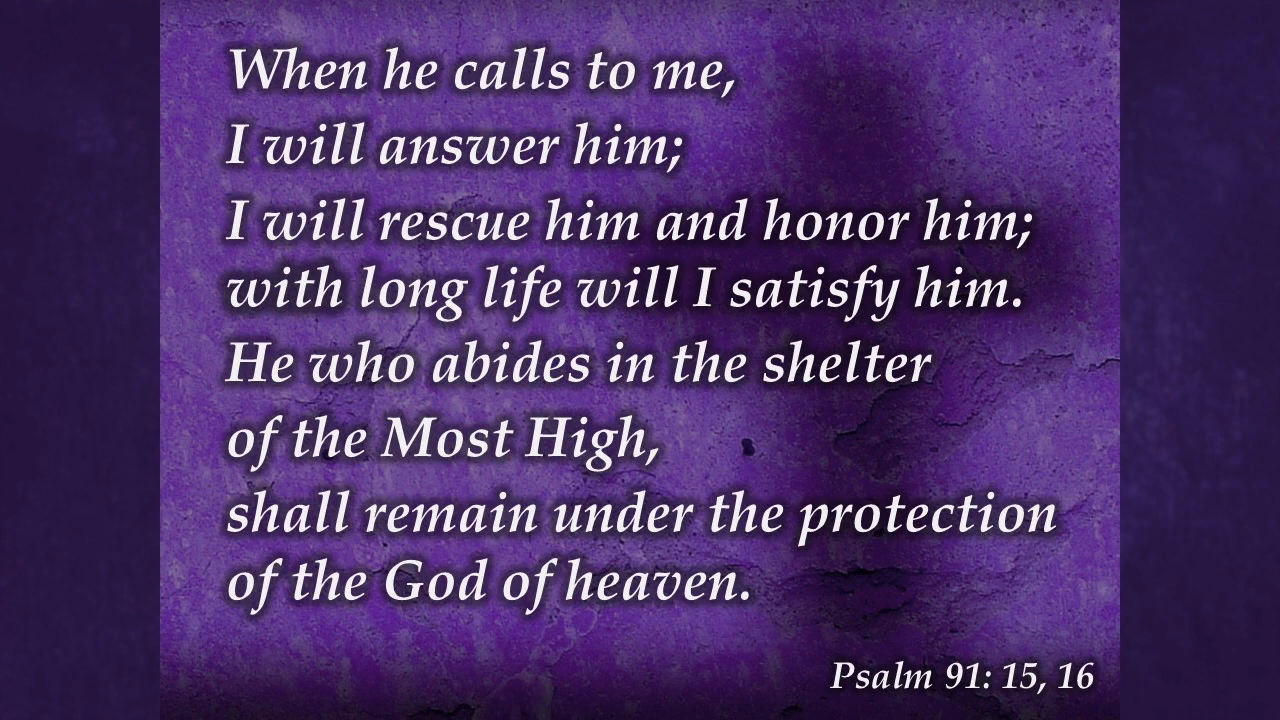 When he calls to me,
I will answer him;
I will rescue him and honor him;
with long life will I satisfy him.
He who abides in the shelter
of the Most High,
shall remain under the protection
of the God of heaven.
Psalm 91: 15, 16